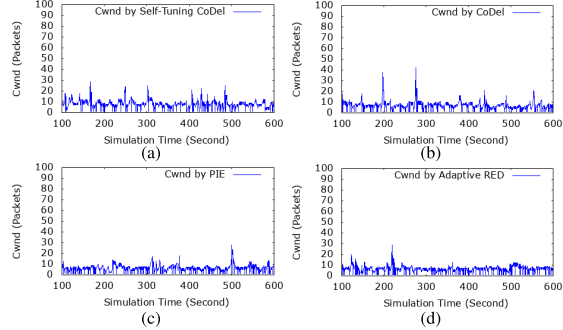 Cwnd by Self-Tuning CoDel
Cwnd (Packets)
100
90
80
70
60
50
40
30
20
10
0
100 200 300 400 500 600
Simulation Time (Second)
(a)
Cwnd by CoDel
Cwnd (Packets)
100
90
80
70
60
50
40
30
20
10
0
100 200 300 400 500 600
Simulation Time (Second)
(b)
Cwnd by PIE
Cwnd (Packets)
100
90
80
70
60
50
40
30
20
10
0
100 200 300 400 500 600
Simulation Time (Second)
(c)
Cwnd by Adaptive RED
Cwnd (Packets)
100
90
80
70
60
50
40
30
20
10
0
100 200 300 400 500 600
Simulation Time (Second)
(d)